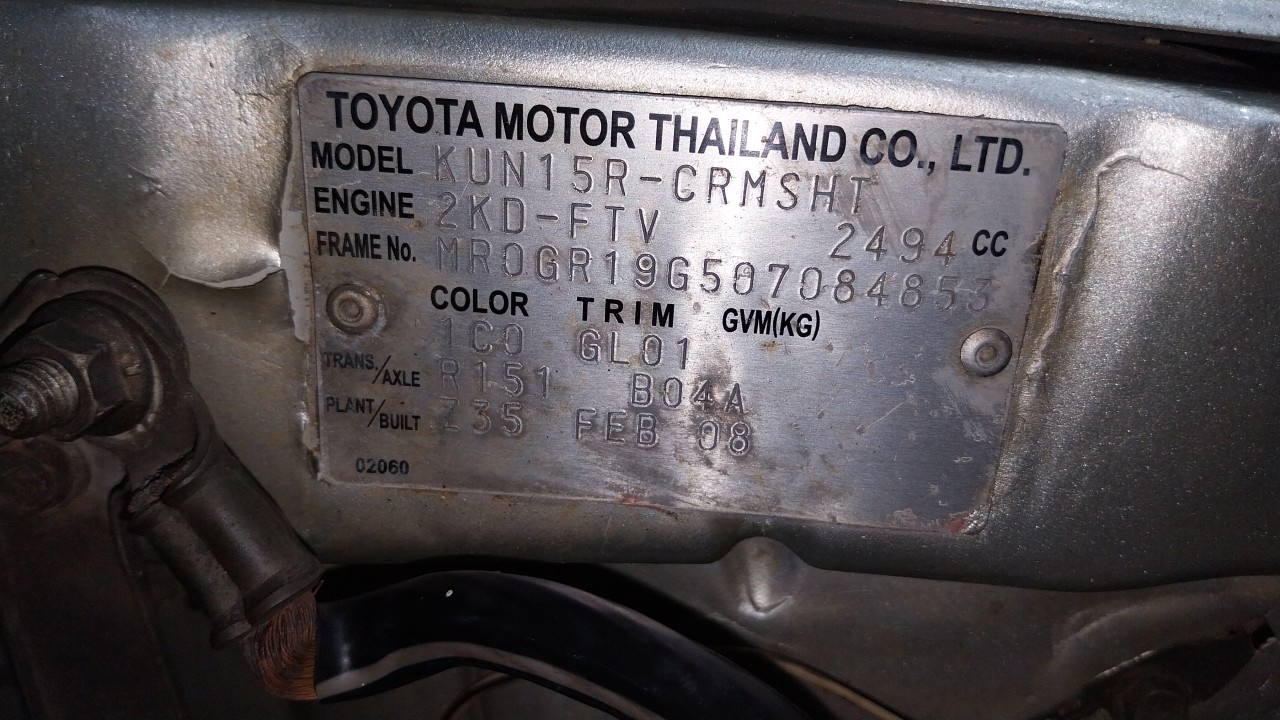 TOYOTA MOTOR THAILAND CO., LTD.
MODEL KUN15R-CRMSHT
ENGINE 2KD-FTV 2494 CC
FRAME No. MR0GR19G507084853
COLOR TRIM GVM(KG)
1C0 GL01
TRANS./AXLE R151 B04A
PLANT/BUILT Z35 FEB 08
02060